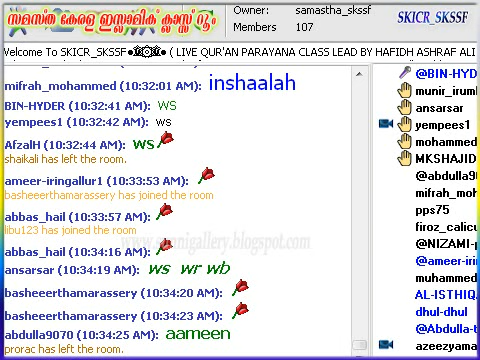 സമസ്ത കേരള ഇസ്ലാമിക് ക്ലാസ്സ് റൂം
Owner: samastha_skssf
Members 107
SKICR_SKSSF
Welcome To SKICR_SKSSF ( LIVE QUR'AN PARAYANA CLASS LEAD BY HAFIDH ASHRAF ALI
mifrah_mohammed (10:32:01 AM): inshaalah
BIN-HYDER (10:32:41 AM): ws
yempees1 (10:32:42 AM): ws
AfzalH (10:32:44 AM): ws
shaikali has left the room.
ameer-iringallur1 (10:33:53 AM):
basheeerthamarassery has joined the room
abbas_hail (10:33:57 AM):
libu123 has joined the room
abbas_hail (10:34:16 AM):
ansarsar (10:34:19 AM): ws wr wb
basheeerthamarassery (10:34:20 AM):
basheeerthamarassery (10:34:23 AM):
abdulla9070 (10:34:25 AM): aameen
prorac has left the room.
@BIN-HYD
munir_irum
ansarsar
yempees1
mohammed
MKSHAJID
@abdulla9
mifrah_moh
pps75
firoz_calicu
@NIZAMI-p
@ameer-irin
muhammed
AL-ISTHIQ
dhul-dhul
@Abdulla-t
basheeerth
azeezyama